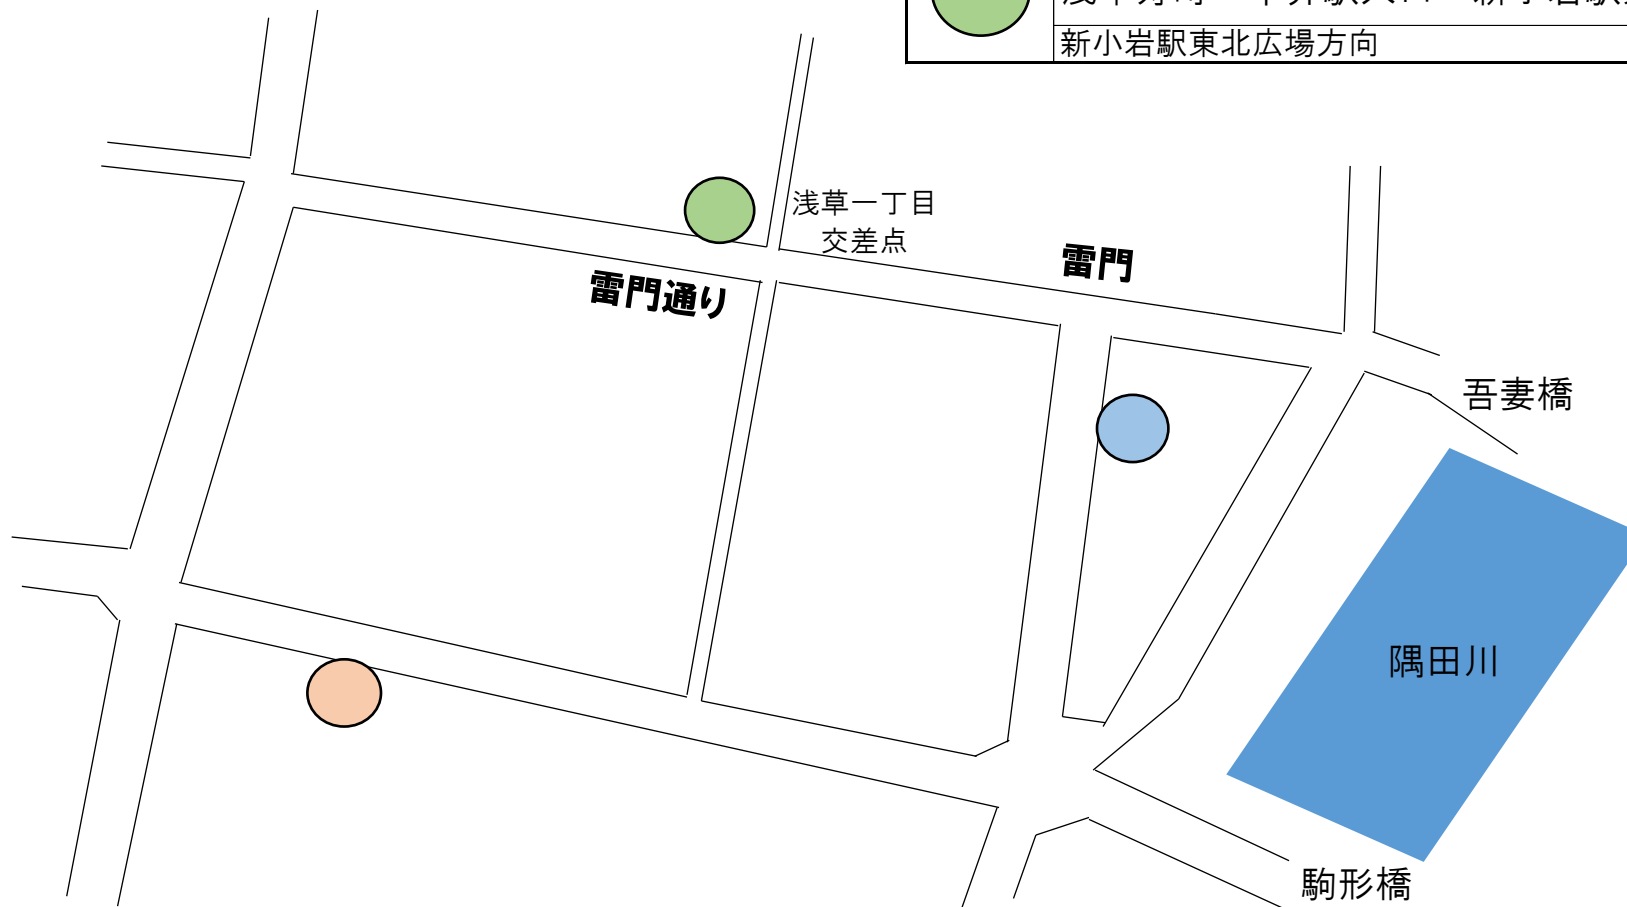 新小岩駅東北広場方向
浅草一丁目
交差点
雷門
雷門通り
吾妻橋
隅田川
駒形橋